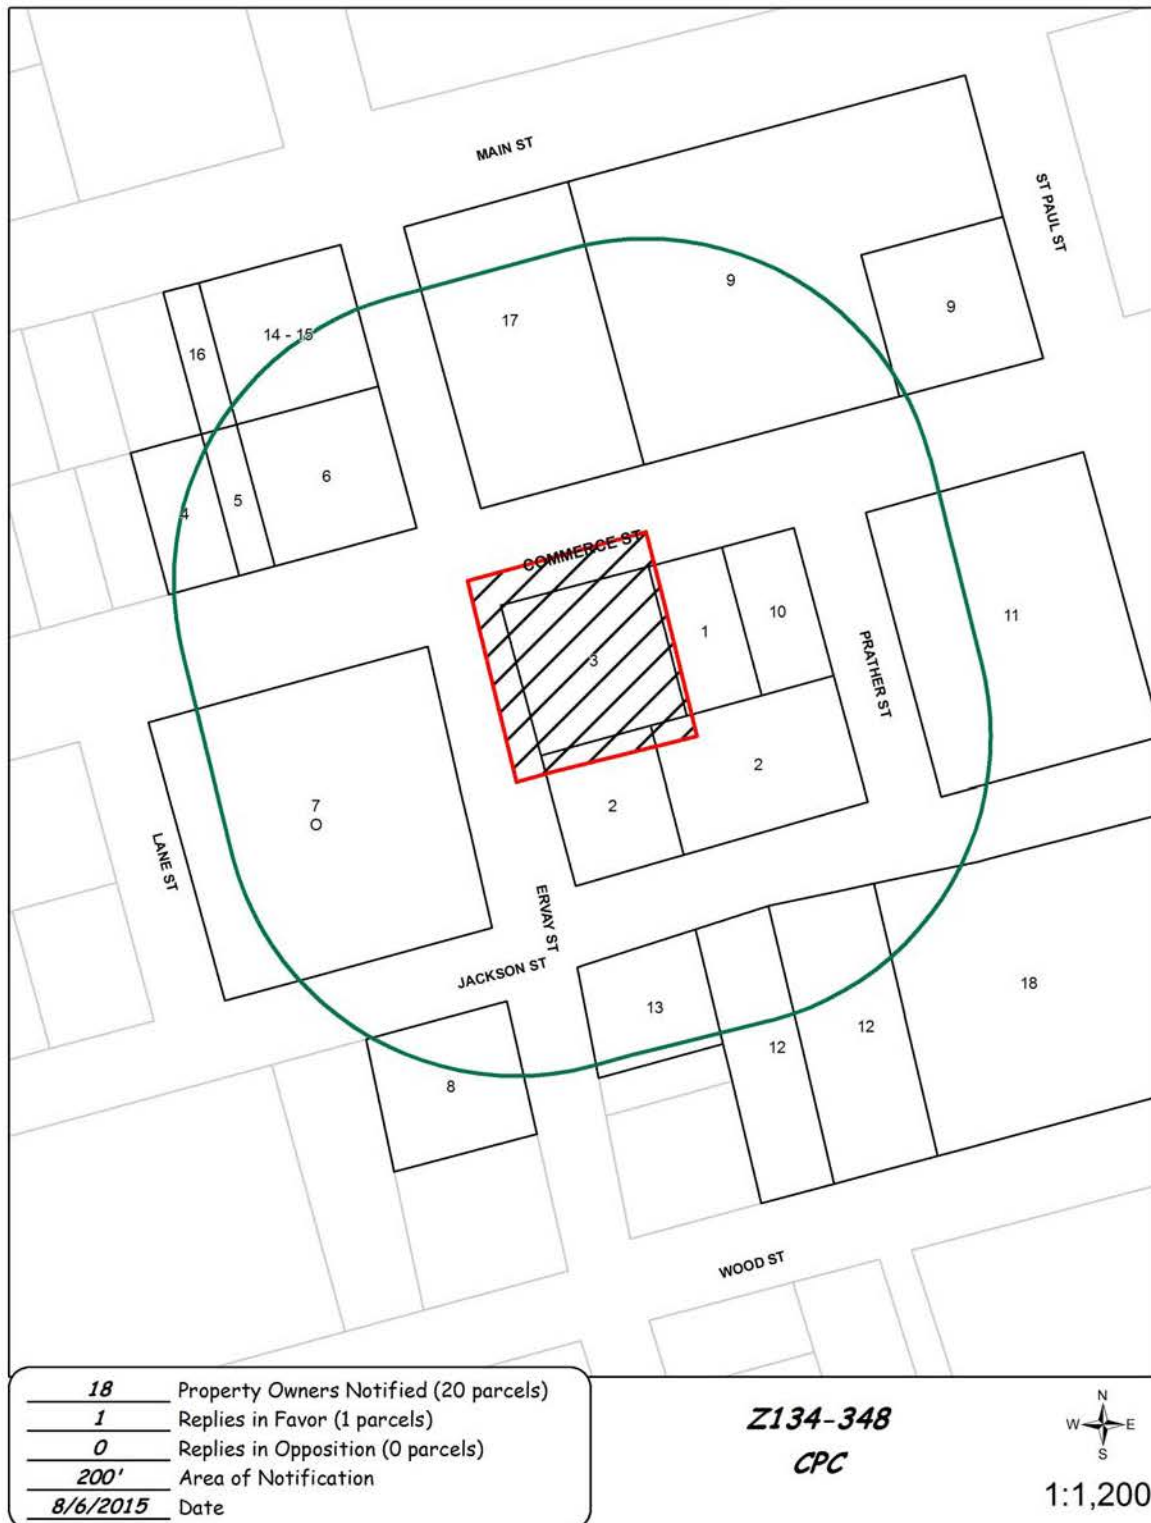 MAIN ST
ST PAUL ST
9
9
17
14 - 15
16
6
5
4
COMMERCE ST
11
10
1
3
PRATHER ST
2
2
7
O
LANE ST
ERVAY ST
JACKSON ST
13
18
12
12
8
WOOD ST
18 Property Owners Notified (20 parcels)
1 Replies in Favor (1 parcels)
0 Replies in Opposition (0 parcels)
200' Area of Notification
8/6/2015 Date
Z134-348
CPC
N
W E
S
1:1,200